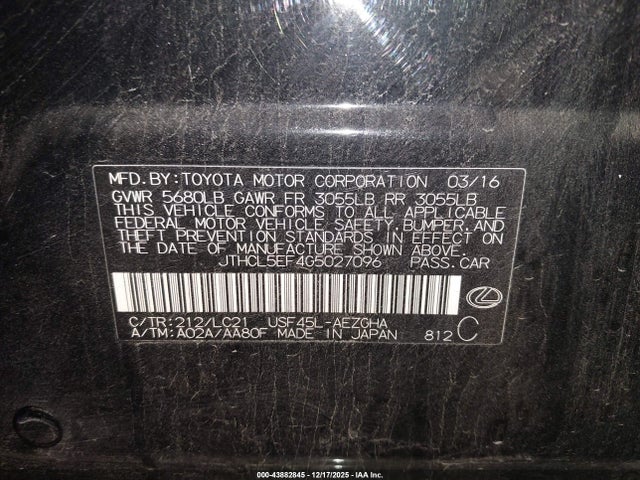 MFD.BY:TOYOTA MOTOR CORPORATION 03/16
GVWR 5680LB GAWR FR 3055LB RR 3055LB
THIS VEHICLE CONFORMS TO ALL APPLICABLE
FEDERAL MOTOR VEHICLE SAFETY,BUMPER,AND
THEFT PREVENTION STANDARDS IN EFFECT ON
THE DATE OF MANUFACTURE SHOWN ABOVE.
JTHCL5EF4G5027096 PASS.CAR
C/TR:212/LC21 USF45L-AEZGHA
A/TM:A02A/AA80F MADE IN JAPAN 812 C
000-43882845 - 12/17/2025 - IAA Inc.